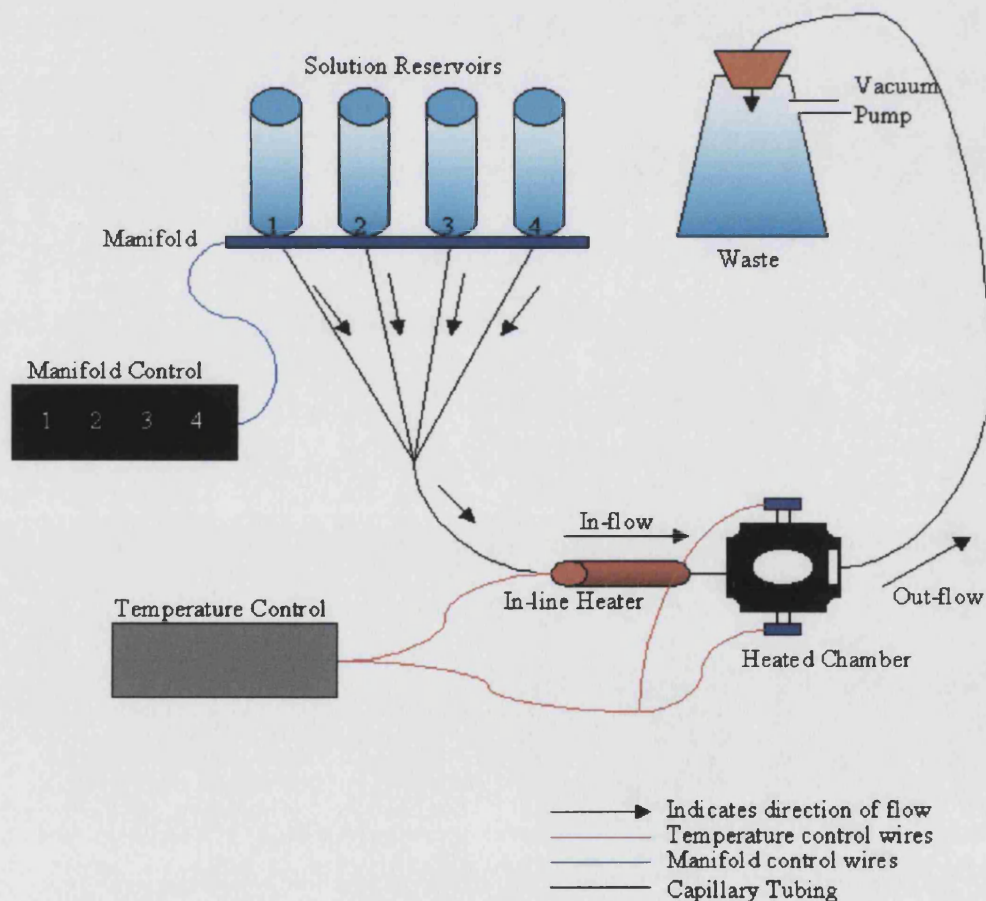 Solution Reservoirs
Vacuum
Pump
1 2 3 4
Manifold
Waste
Manifold Control
1 2 3 4
In-flow
In-line Heater
Out-flow
Temperature Control
Heated Chamber
Indicates direction of flow
Temperature control wires
Manifold control wires
Capillary Tubing